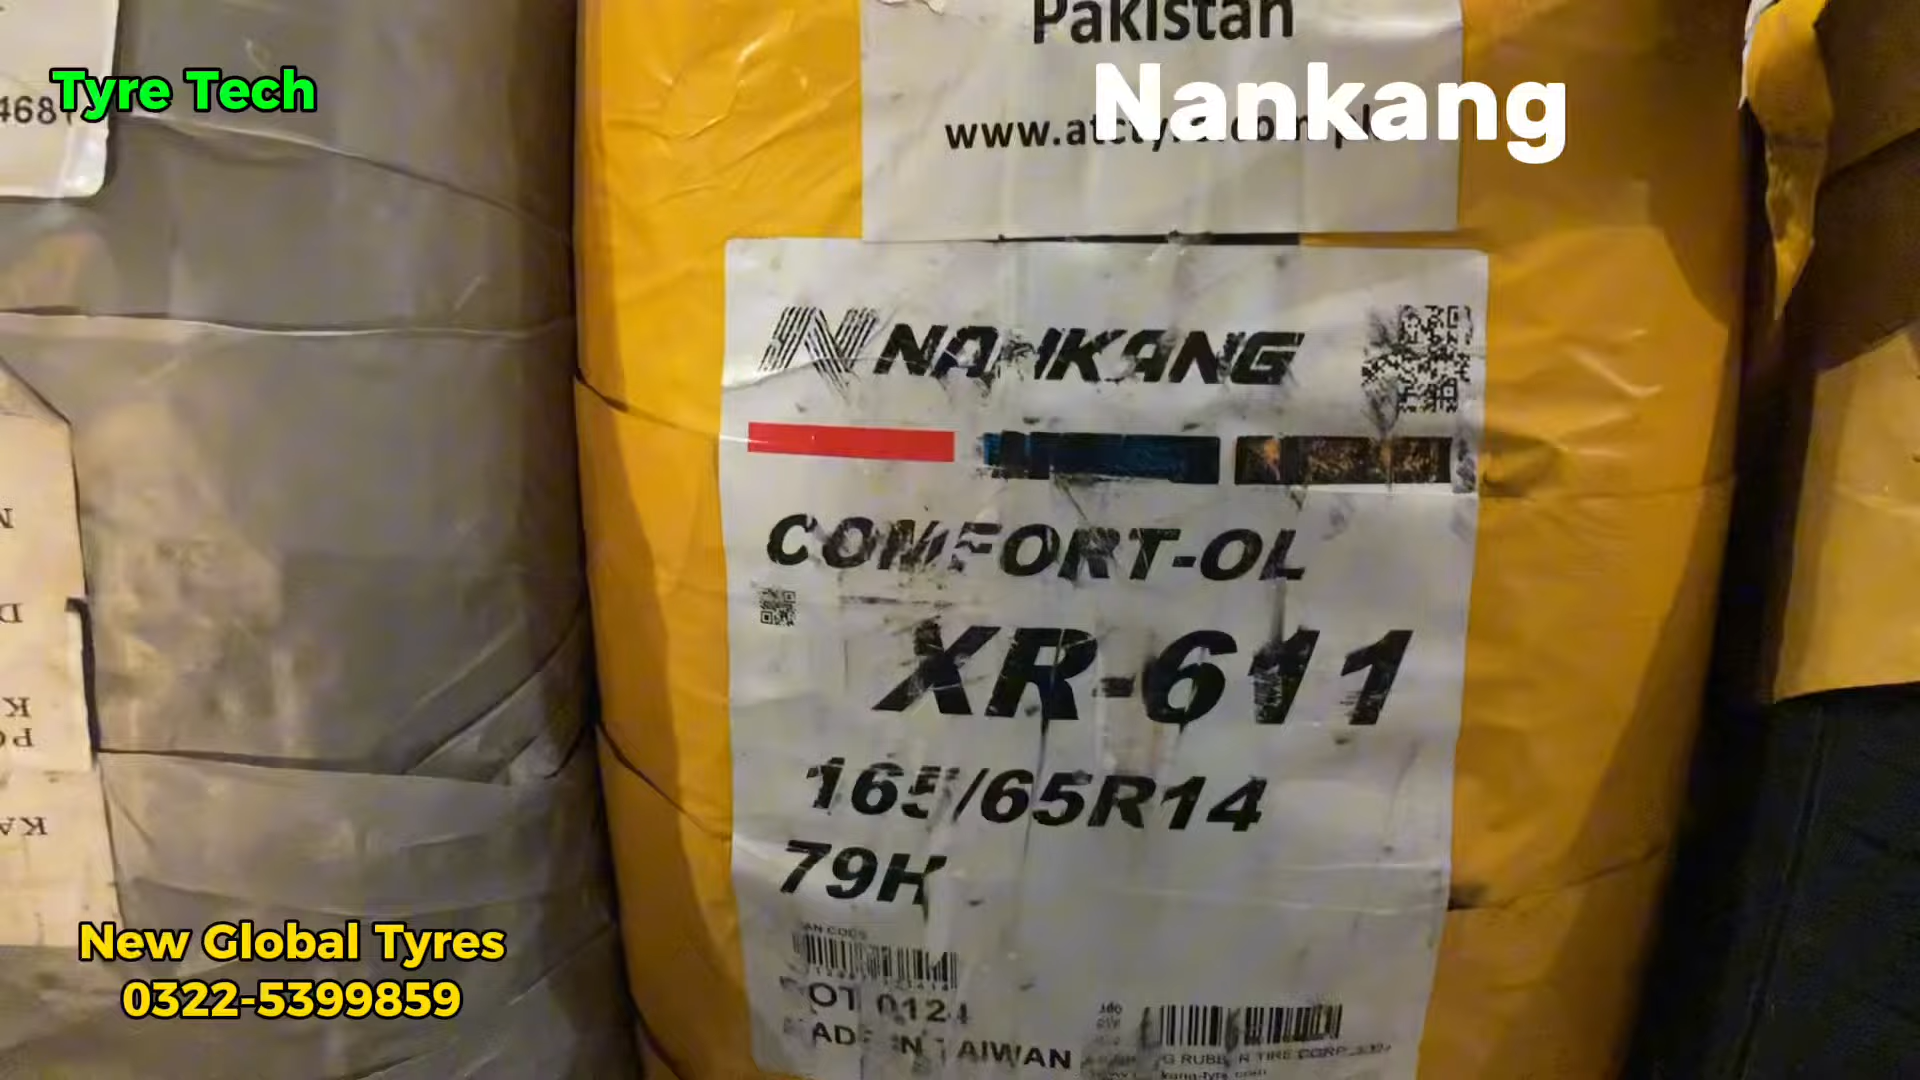 Pakistan
Nankang
Tyre Tech
NANKANG
COMFORT-OL
XR-611
165/65R14
79H
New Global Tyres
0322-5399859
DOT 0124
MADE IN TAIWAN